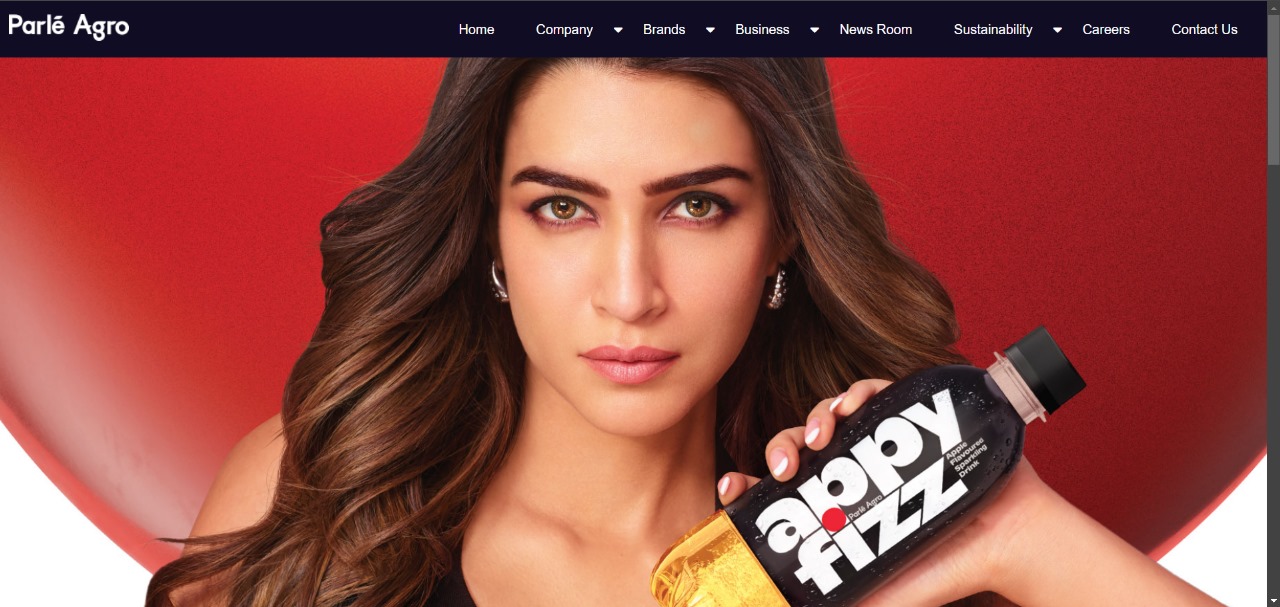 Parlé Agro
Home
Company
Brands
Business
News Room
Sustainability
Careers
Contact Us
appy
fizz
Parlé Agro
Apple
Flavoured
Sparkling
Drink